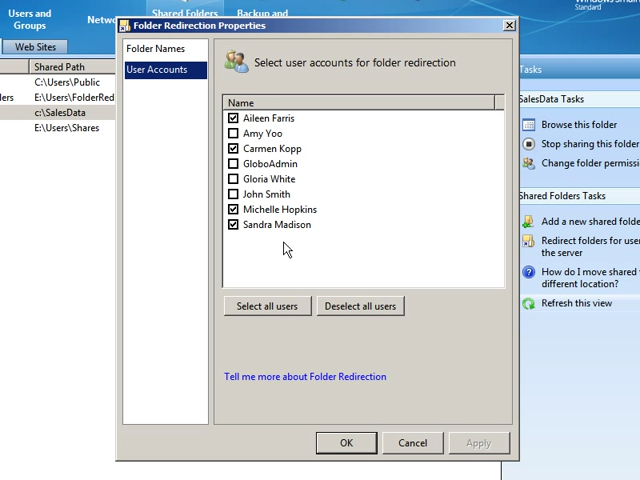 Windows Small
Standard
Users and
Groups
Shared Folders
Backup and
Web Sites
Shared Path
C:\Users\Public
ers E:\Users\FolderRed
c:\SalesData
E:\Users\Shares
Folder Redirection Properties
Folder Names
User Accounts
Select user accounts for folder redirection
Name
Aileen Farris
Amy Yoo
Carmen Kopp
GloboAdmin
Gloria White
John Smith
Michelle Hopkins
Sandra Madison
Select all users
Deselect all users
Tell me more about Folder Redirection
OK
Cancel
Apply
Tasks
SalesData Tasks
Browse this folder
Stop sharing this folder
Change folder permissi
Shared Folders Tasks
Add a new shared folde
Redirect folders for user
the server
How do I move shared f
different location?
Refresh this view